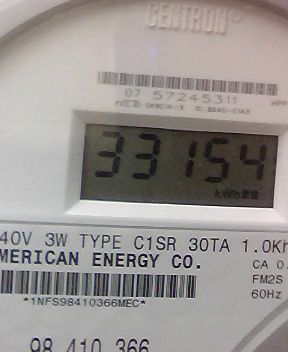 CENTRON®
07 57245311
33154
kWh
40V 3W TYPE C1SR 30TA 1.0Kh
MERICAN ENERGY CO.
CA 0.
FM2S
60Hz
*1NFS98410366MEC*
98 410 366